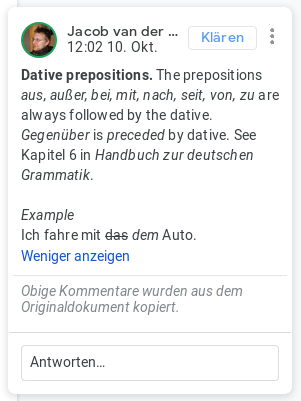 Jacob van der ...
12:02 10. Okt.
Klären
Dative prepositions. The prepositions
aus, außer, bei, mit, nach, seit, von, zu are
always followed by the dative.
Gegenüber is preceded by dative. See
Kapitel 6 in Handbuch zur deutschen
Grammatik.
Example
Ich fahre mit das dem Auto.
Weniger anzeigen
Obige Kommentare wurden aus dem
Originaldokument kopiert.
Antworten…